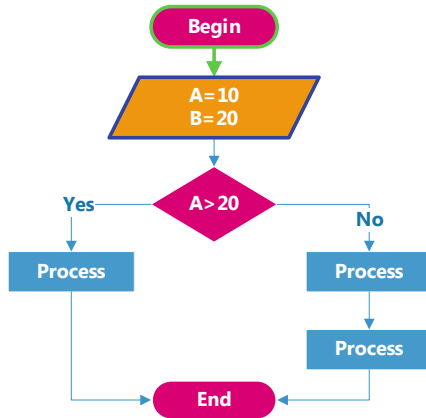 Begin
A=10
B=20
A>20
Yes
No
Process
Process
Process
End